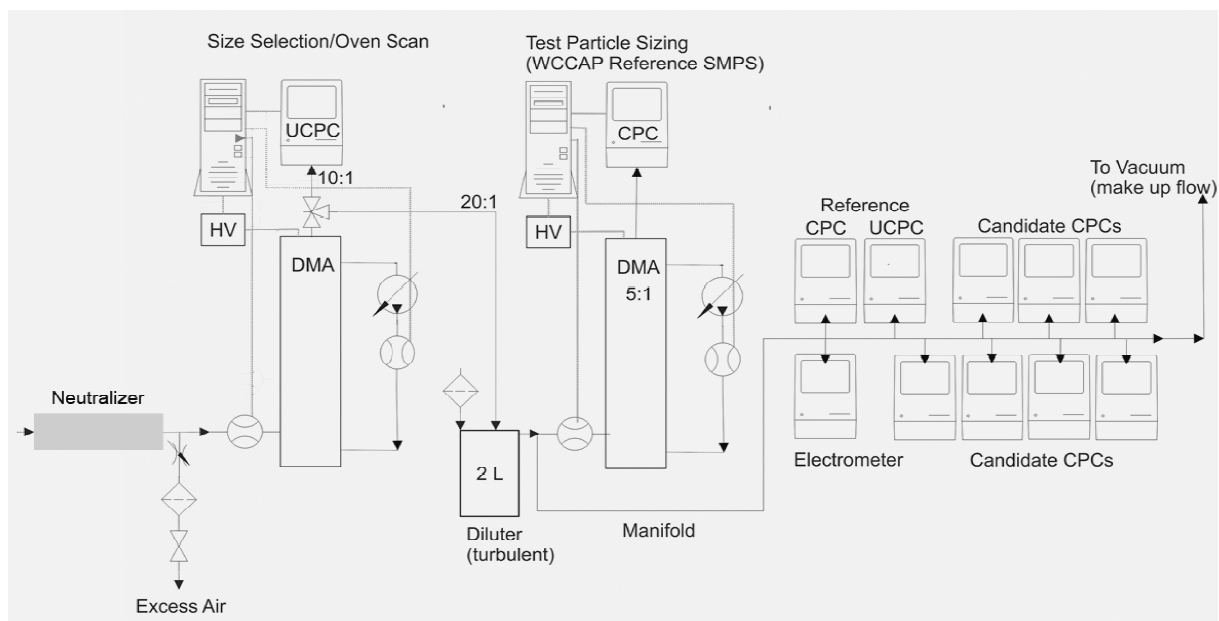 Size Selection/Oven Scan
Test Particle Sizing
(WCCAP Reference SMPS)
UCPC
CPC
10:1
20:1
To Vacuum
(make up flow)
HV
HV
Reference
CPC
UCPC
Candidate CPCs
DMA
DMA
5:1
Neutralizer
2 L
Electrometer
Candidate CPCs
Diluter
(turbulent)
Manifold
Excess Air